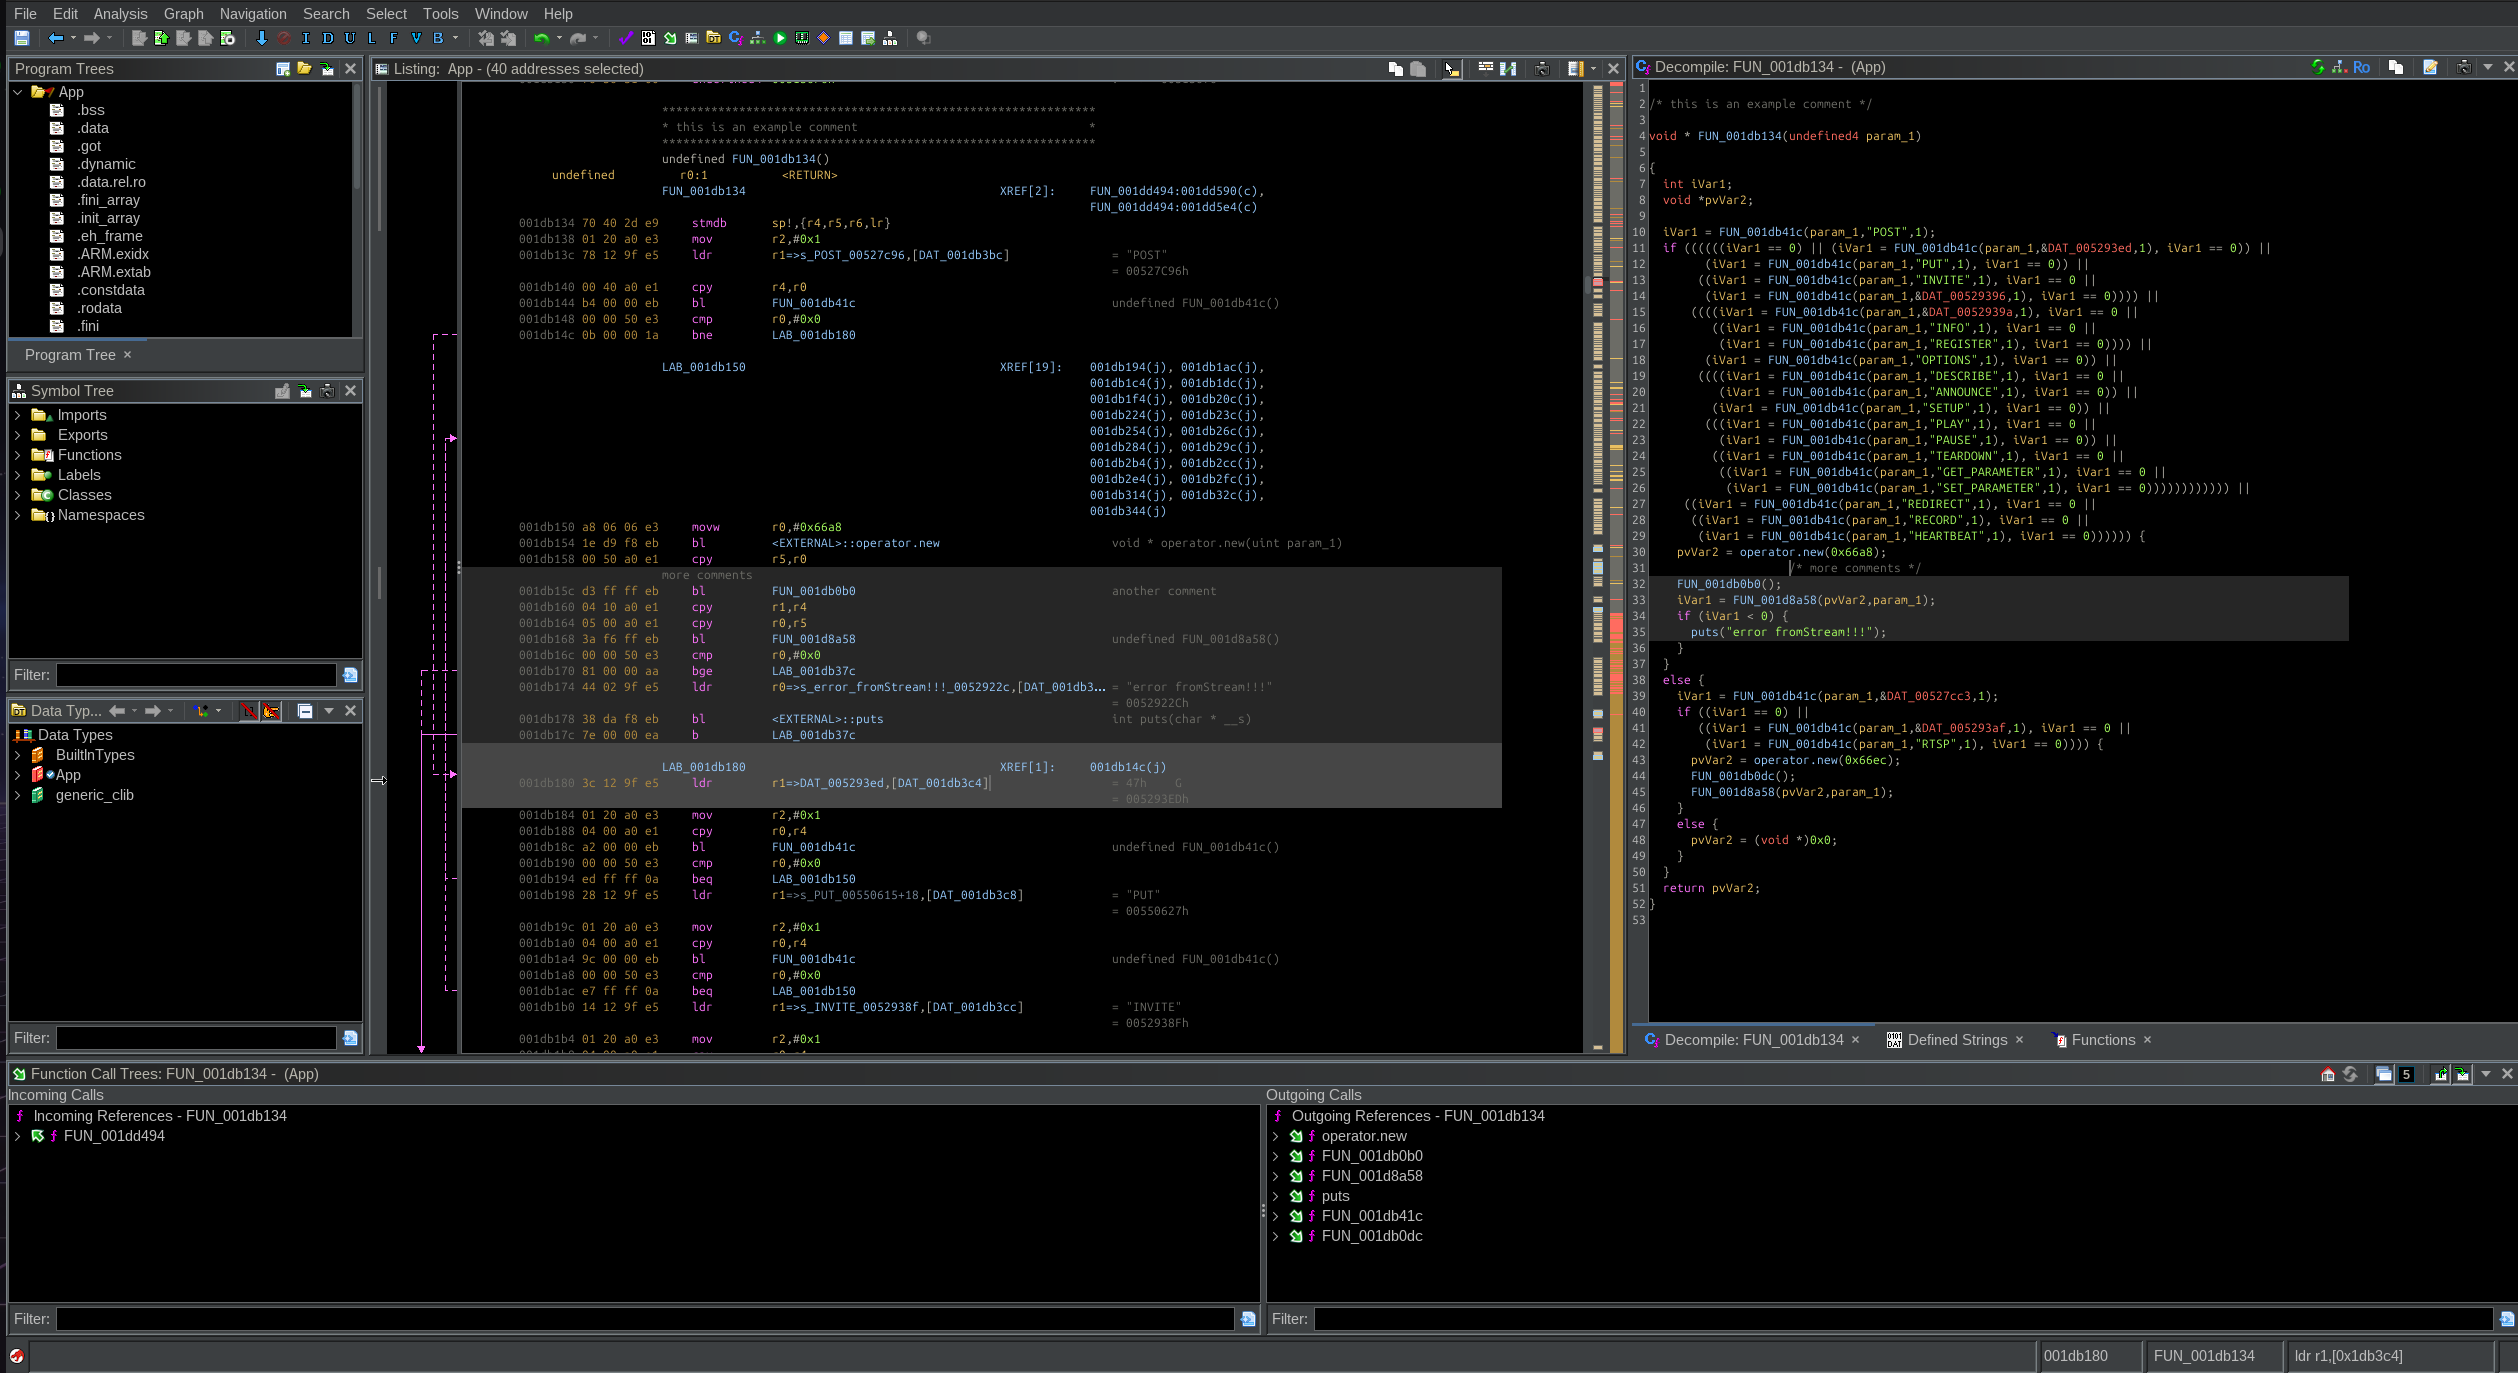 File Edit Analysis Graph Navigation Search Select Tools Window Help
I D U L F V B
Program Trees
App
.bss
.data
.got
.dynamic
.data.rel.ro
.fini_array
.init_array
.eh_frame
.ARM.exidx
.ARM.extab
.constdata
.rodata
.fini
Program Tree ×
Symbol Tree
Imports
Exports
Functions
Labels
Classes
Namespaces
Filter:
Data Typ...
Data Types
BuiltInTypes
App
generic_clib
Filter:
Listing: App - (40 addresses selected)
**************************************************************
* this is an example comment *
**************************************************************
undefined FUN_001db134()
undefined r0:1 <RETURN>
FUN_001db134 XREF[2]: FUN_001dd494:001dd590(c),
FUN_001dd494:001dd5e4(c)
001db134 70 40 2d e9 stmdb sp!,{r4,r5,r6,lr}
001db138 01 20 a0 e3 mov r2,#0x1
001db13c 78 12 9f e5 ldr r1=>s_POST_00527c96,[DAT_001db3bc] = "POST"
= 00527C96h
001db140 00 40 a0 e1 cpy r4,r0
001db144 b4 00 00 eb bl FUN_001db41c undefined FUN_001db41c()
001db148 00 00 50 e3 cmp r0,#0x0
001db14c 0b 00 00 1a bne LAB_001db180
LAB_001db150 XREF[19]: 001db194(j), 001db1ac(j),
001db1c4(j), 001db1dc(j),
001db1f4(j), 001db20c(j),
001db224(j), 001db23c(j),
001db254(j), 001db26c(j),
001db284(j), 001db29c(j),
001db2b4(j), 001db2cc(j),
001db2e4(j), 001db2fc(j),
001db314(j), 001db32c(j),
001db344(j)
001db150 a8 06 06 e3 movw r0,#0x66a8
001db154 1e d9 f8 eb bl <EXTERNAL>::operator.new void * operator.new(uint param_1)
001db158 00 50 a0 e1 cpy r5,r0
more comments
001db15c d3 ff ff eb bl FUN_001db0b0 another comment
001db160 04 10 a0 e1 cpy r1,r4
001db164 05 00 a0 e1 cpy r0,r5
001db168 3a f6 ff eb bl FUN_001d8a58 undefined FUN_001d8a58()
001db16c 00 00 50 e3 cmp r0,#0x0
001db170 81 00 00 aa bge LAB_001db37c
001db174 44 02 9f e5 ldr r0=>s_error_fromStream!!!_0052922c,[DAT_001db3... = "error fromStream!!!"
= 0052922Ch
001db178 38 da f8 eb bl <EXTERNAL>::puts int puts(char * __s)
001db17c 7e 00 00 ea b LAB_001db37c
LAB_001db180 XREF[1]: 001db14c(j)
001db180 3c 12 9f e5 ldr r1=>DAT_005293ed,[DAT_001db3c4] = 47h G
= 005293EDh
001db184 01 20 a0 e3 mov r2,#0x1
001db188 04 00 a0 e1 cpy r0,r4
001db18c a2 00 00 eb bl FUN_001db41c undefined FUN_001db41c()
001db190 00 00 50 e3 cmp r0,#0x0
001db194 ed ff ff 0a beq LAB_001db150
001db198 28 12 9f e5 ldr r1=>s_PUT_00550615+18,[DAT_001db3c8] = "PUT"
= 00550627h
001db19c 01 20 a0 e3 mov r2,#0x1
001db1a0 04 00 a0 e1 cpy r0,r4
001db1a4 9c 00 00 eb bl FUN_001db41c undefined FUN_001db41c()
001db1a8 00 00 50 e3 cmp r0,#0x0
001db1ac e7 ff ff 0a beq LAB_001db150
001db1b0 14 12 9f e5 ldr r1=>s_INVITE_0052938f,[DAT_001db3cc] = "INVITE"
= 0052938Fh
001db1b4 01 20 a0 e3 mov r2,#0x1
Decompile: FUN_001db134 - (App)
Ro
1
2 /* this is an example comment */
3
4 void * FUN_001db134(undefined4 param_1)
5
6 {
7 int iVar1;
8 void *pvVar2;
9
10 iVar1 = FUN_001db41c(param_1,"POST",1);
11 if ((((((iVar1 == 0) || (iVar1 = FUN_001db41c(param_1,&DAT_005293ed,1), iVar1 == 0)) ||
12 (iVar1 = FUN_001db41c(param_1,"PUT",1), iVar1 == 0)) ||
13 ((iVar1 = FUN_001db41c(param_1,"INVITE",1), iVar1 == 0 ||
14 (iVar1 = FUN_001db41c(param_1,&DAT_00529396,1), iVar1 == 0)))) ||
15 ((((iVar1 = FUN_001db41c(param_1,&DAT_0052939a,1), iVar1 == 0 ||
16 ((iVar1 = FUN_001db41c(param_1,"INFO",1), iVar1 == 0 ||
17 (iVar1 = FUN_001db41c(param_1,"REGISTER",1), iVar1 == 0)))) ||
18 (iVar1 = FUN_001db41c(param_1,"OPTIONS",1), iVar1 == 0)) ||
19 ((((iVar1 = FUN_001db41c(param_1,"DESCRIBE",1), iVar1 == 0 ||
20 (iVar1 = FUN_001db41c(param_1,"ANNOUNCE",1), iVar1 == 0)) ||
21 (iVar1 = FUN_001db41c(param_1,"SETUP",1), iVar1 == 0)) ||
22 (((iVar1 = FUN_001db41c(param_1,"PLAY",1), iVar1 == 0 ||
23 (iVar1 = FUN_001db41c(param_1,"PAUSE",1), iVar1 == 0)) ||
24 ((iVar1 = FUN_001db41c(param_1,"TEARDOWN",1), iVar1 == 0 ||
25 ((iVar1 = FUN_001db41c(param_1,"GET_PARAMETER",1), iVar1 == 0 ||
26 (iVar1 = FUN_001db41c(param_1,"SET_PARAMETER",1), iVar1 == 0)))))))))))) ||
27 ((iVar1 = FUN_001db41c(param_1,"REDIRECT",1), iVar1 == 0 ||
28 ((iVar1 = FUN_001db41c(param_1,"RECORD",1), iVar1 == 0 ||
29 (iVar1 = FUN_001db41c(param_1,"HEARTBEAT",1), iVar1 == 0)))))) {
30 pvVar2 = operator.new(0x66a8);
31 /* more comments */
32 FUN_001db0b0();
33 iVar1 = FUN_001d8a58(pvVar2,param_1);
34 if (iVar1 < 0) {
35 puts("error fromStream!!!");
36 }
37 }
38 else {
39 iVar1 = FUN_001db41c(param_1,&DAT_00527cc3,1);
40 if ((iVar1 == 0) ||
41 ((iVar1 = FUN_001db41c(param_1,&DAT_005293af,1), iVar1 == 0 ||
42 (iVar1 = FUN_001db41c(param_1,"RTSP",1), iVar1 == 0)))) {
43 pvVar2 = operator.new(0x66ec);
44 FUN_001db0dc();
45 FUN_001d8a58(pvVar2,param_1);
46 }
47 else {
48 pvVar2 = (void *)0x0;
49 }
50 }
51 return pvVar2;
52 }
53
Decompile: FUN_001db134 × Defined Strings × Functions ×
Function Call Trees: FUN_001db134 - (App)
5
Incoming Calls
Incoming References - FUN_001db134
FUN_001dd494
Filter:
Outgoing Calls
Outgoing References - FUN_001db134
operator.new
FUN_001db0b0
FUN_001d8a58
puts
FUN_001db41c
FUN_001db0dc
Filter:
001db180 FUN_001db134 ldr r1,[0x1db3c4]